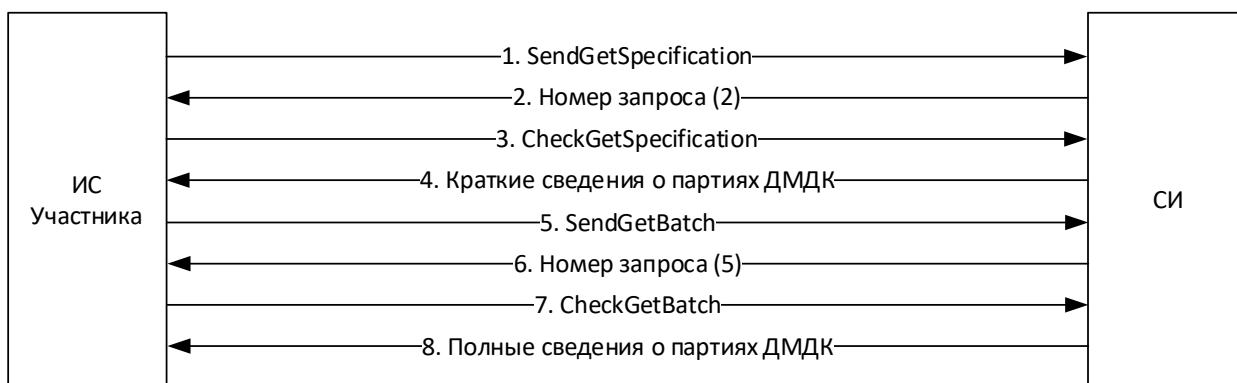 1. SendGetSpecification
2. Номер запроса (2)
3. CheckGetSpecification
4. Краткие сведения о партиях ДМДК
ИС
Участника
СИ
5. SendGetBatch
6. Номер запроса (5)
7. CheckGetBatch
8. Полные сведения о партиях ДМДК